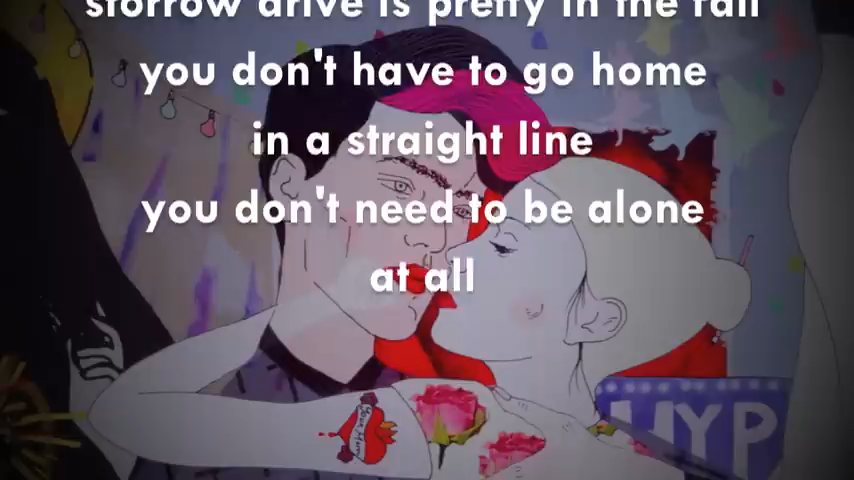 storrow drive is pretty in the fall
you don't have to go home
in a straight line
you don't need to be alone
at all
HYP